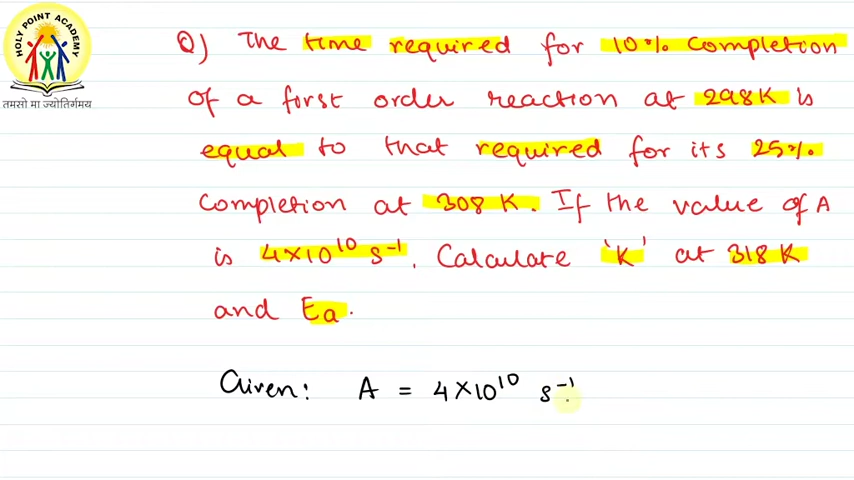 HOLY POINT ACADEMY
तमसो मा ज्योतिर्गमय
Q) The time required for 10% completion
of a first order reaction at 298K is
equal to that required for its 25%
completion at 308 K. If the value of A
is 4×10¹⁰ s⁻¹. Calculate 'K' at 318K
and Ea.
Given: A = 4×10¹⁰ s⁻¹